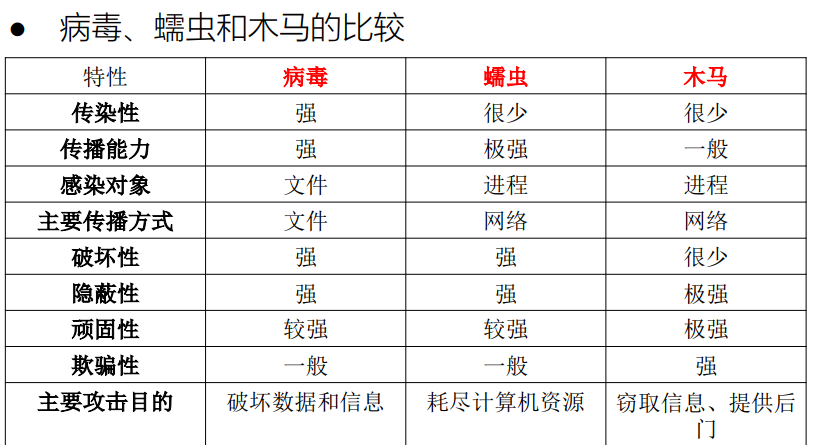 ● 病毒、蠕虫和木马的比较
特性 病毒 蠕虫 木马
传染性 强 很少 很少
传播能力 强 极强 一般
感染对象 文件 进程 进程
主要传播方式 文件 网络 网络
破坏性 强 强 很少
隐蔽性 强 强 极强
顽固性 较强 较强 极强
欺骗性 一般 一般 强
主要攻击目的 破坏数据和信息 耗尽计算机资源 窃取信息、提供后
门